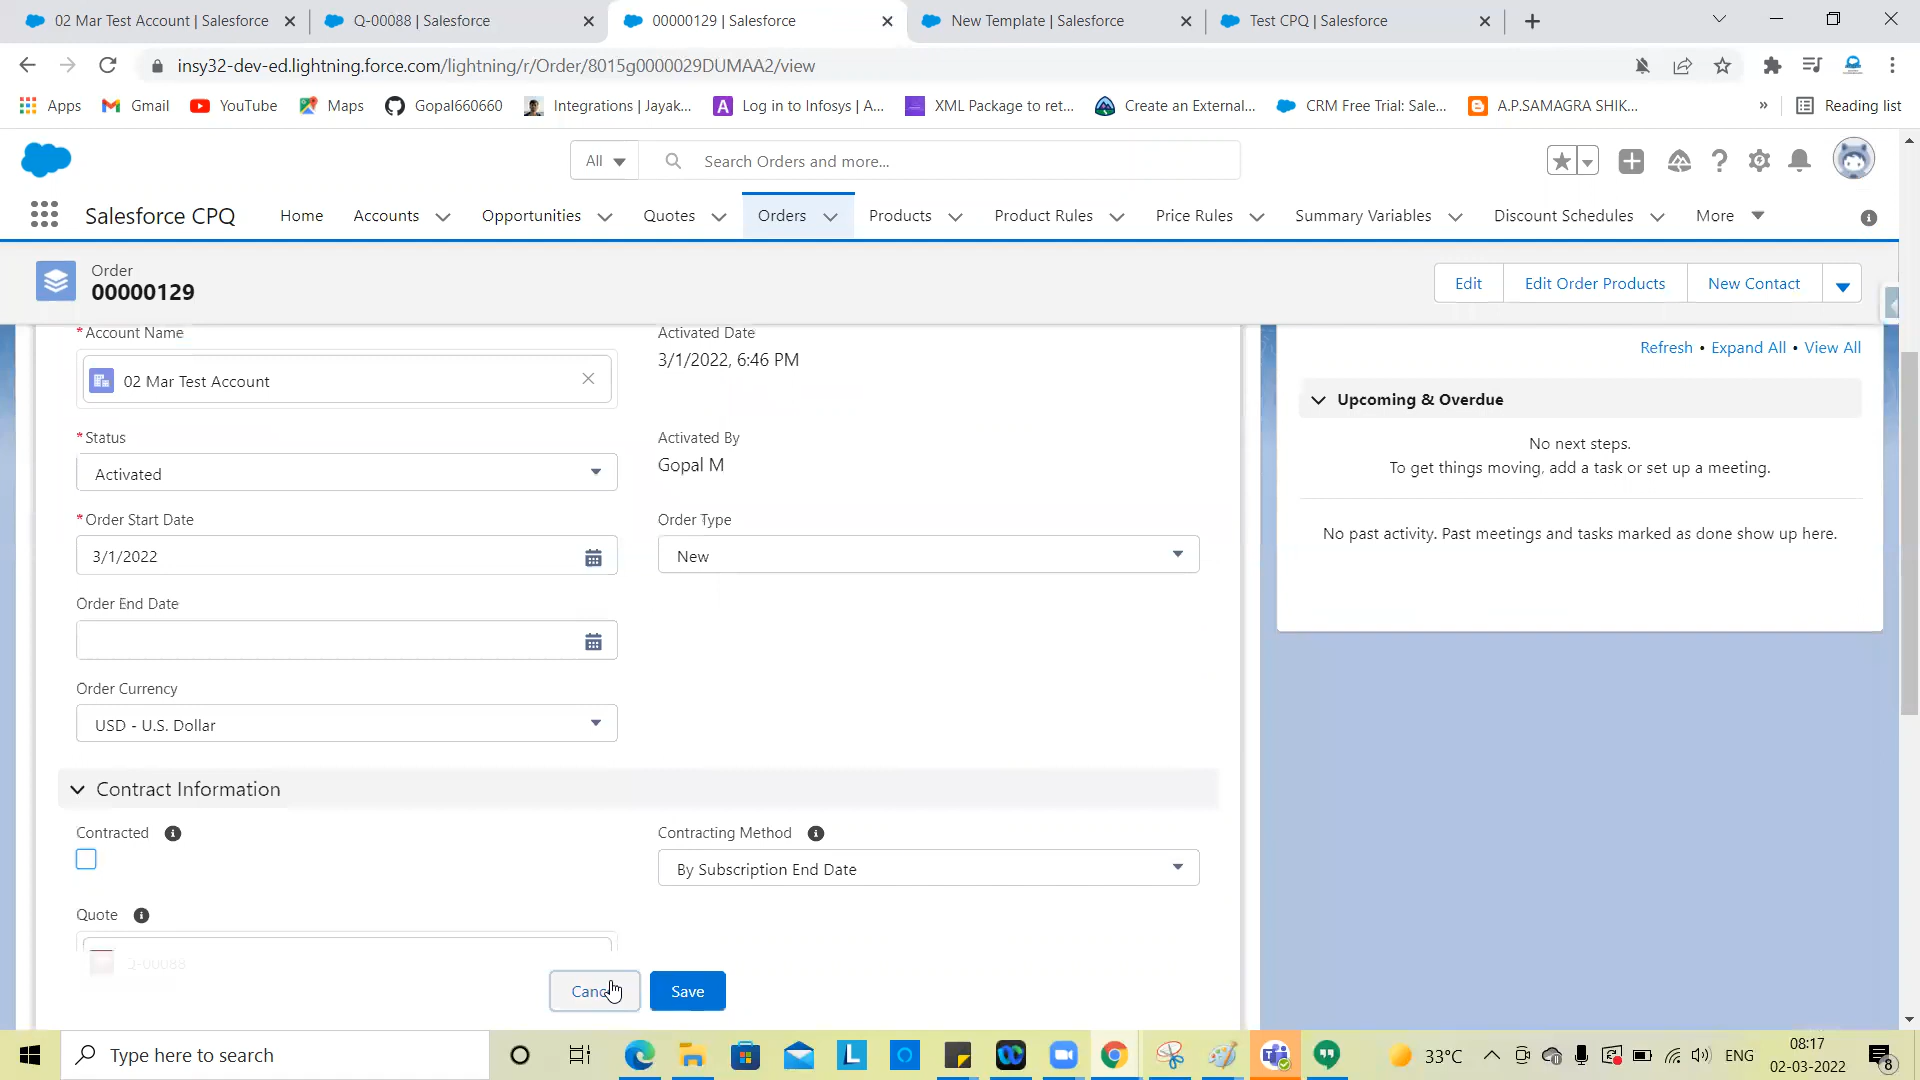 02 Mar Test Account | Salesforce
Q-00088 | Salesforce
00000129 | Salesforce
New Template | Salesforce
Test CPQ | Salesforce
insy32-dev-ed.lightning.force.com/lightning/r/Order/8015g0000029DUMAA2/view
Apps
Gmail
YouTube
Maps
Gopal660060
Integrations | Jayak...
Log in to Infosys | A...
XML Package to ret...
Create an External...
CRM Free Trial: Sale...
A.P.SAMAGRA SHIK...
»
Reading list
All
Search Orders and more...
Salesforce CPQ
Home
Accounts
Opportunities
Quotes
Orders
Products
Product Rules
Price Rules
Summary Variables
Discount Schedules
More
Order
00000129
Edit
Edit Order Products
New Contact
*Account Name
02 Mar Test Account
Activated Date
3/1/2022, 6:46 PM
*Status
Activated
Activated By
Gopal M
*Order Start Date
3/1/2022
Order Type
New
Order End Date
Order Currency
USD - U.S. Dollar
Contract Information
Contracted
Contracting Method
By Subscription End Date
Quote
Q-00088
Save
Refresh • Expand All • View All
Upcoming & Overdue
No next steps.
To get things moving, add a task or set up a meeting.
No past activity. Past meetings and tasks marked as done show up here.
Type here to search
33°C
ENG
08:17
02-03-2022
8